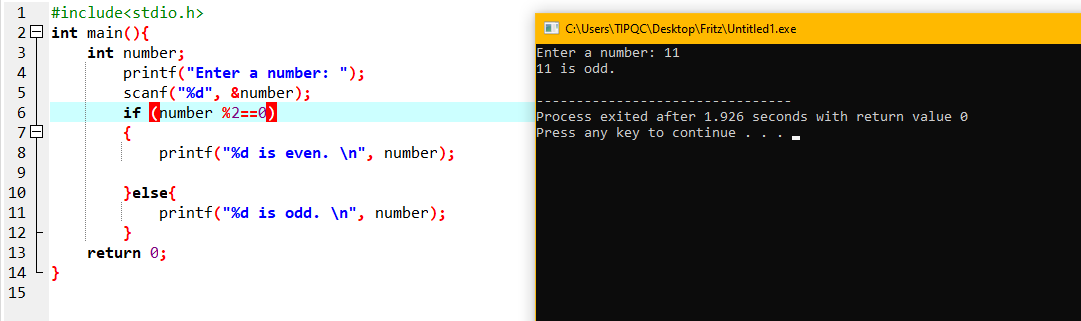 1 #include<stdio.h>
2 int main(){
3 int number;
4 printf("Enter a number: ");
5 scanf("%d", &number);
6 if (number %2==0)
7 {
8 printf("%d is even. \n", number);
9
10 }else{
11 printf("%d is odd. \n", number);
12 }
13 return 0;
14 }
15
C:\Users\TIPQC\Desktop\Fritz\Untitled1.exe
Enter a number: 11
11 is odd.
--------------------------------
Process exited after 1.926 seconds with return value 0
Press any key to continue . . .